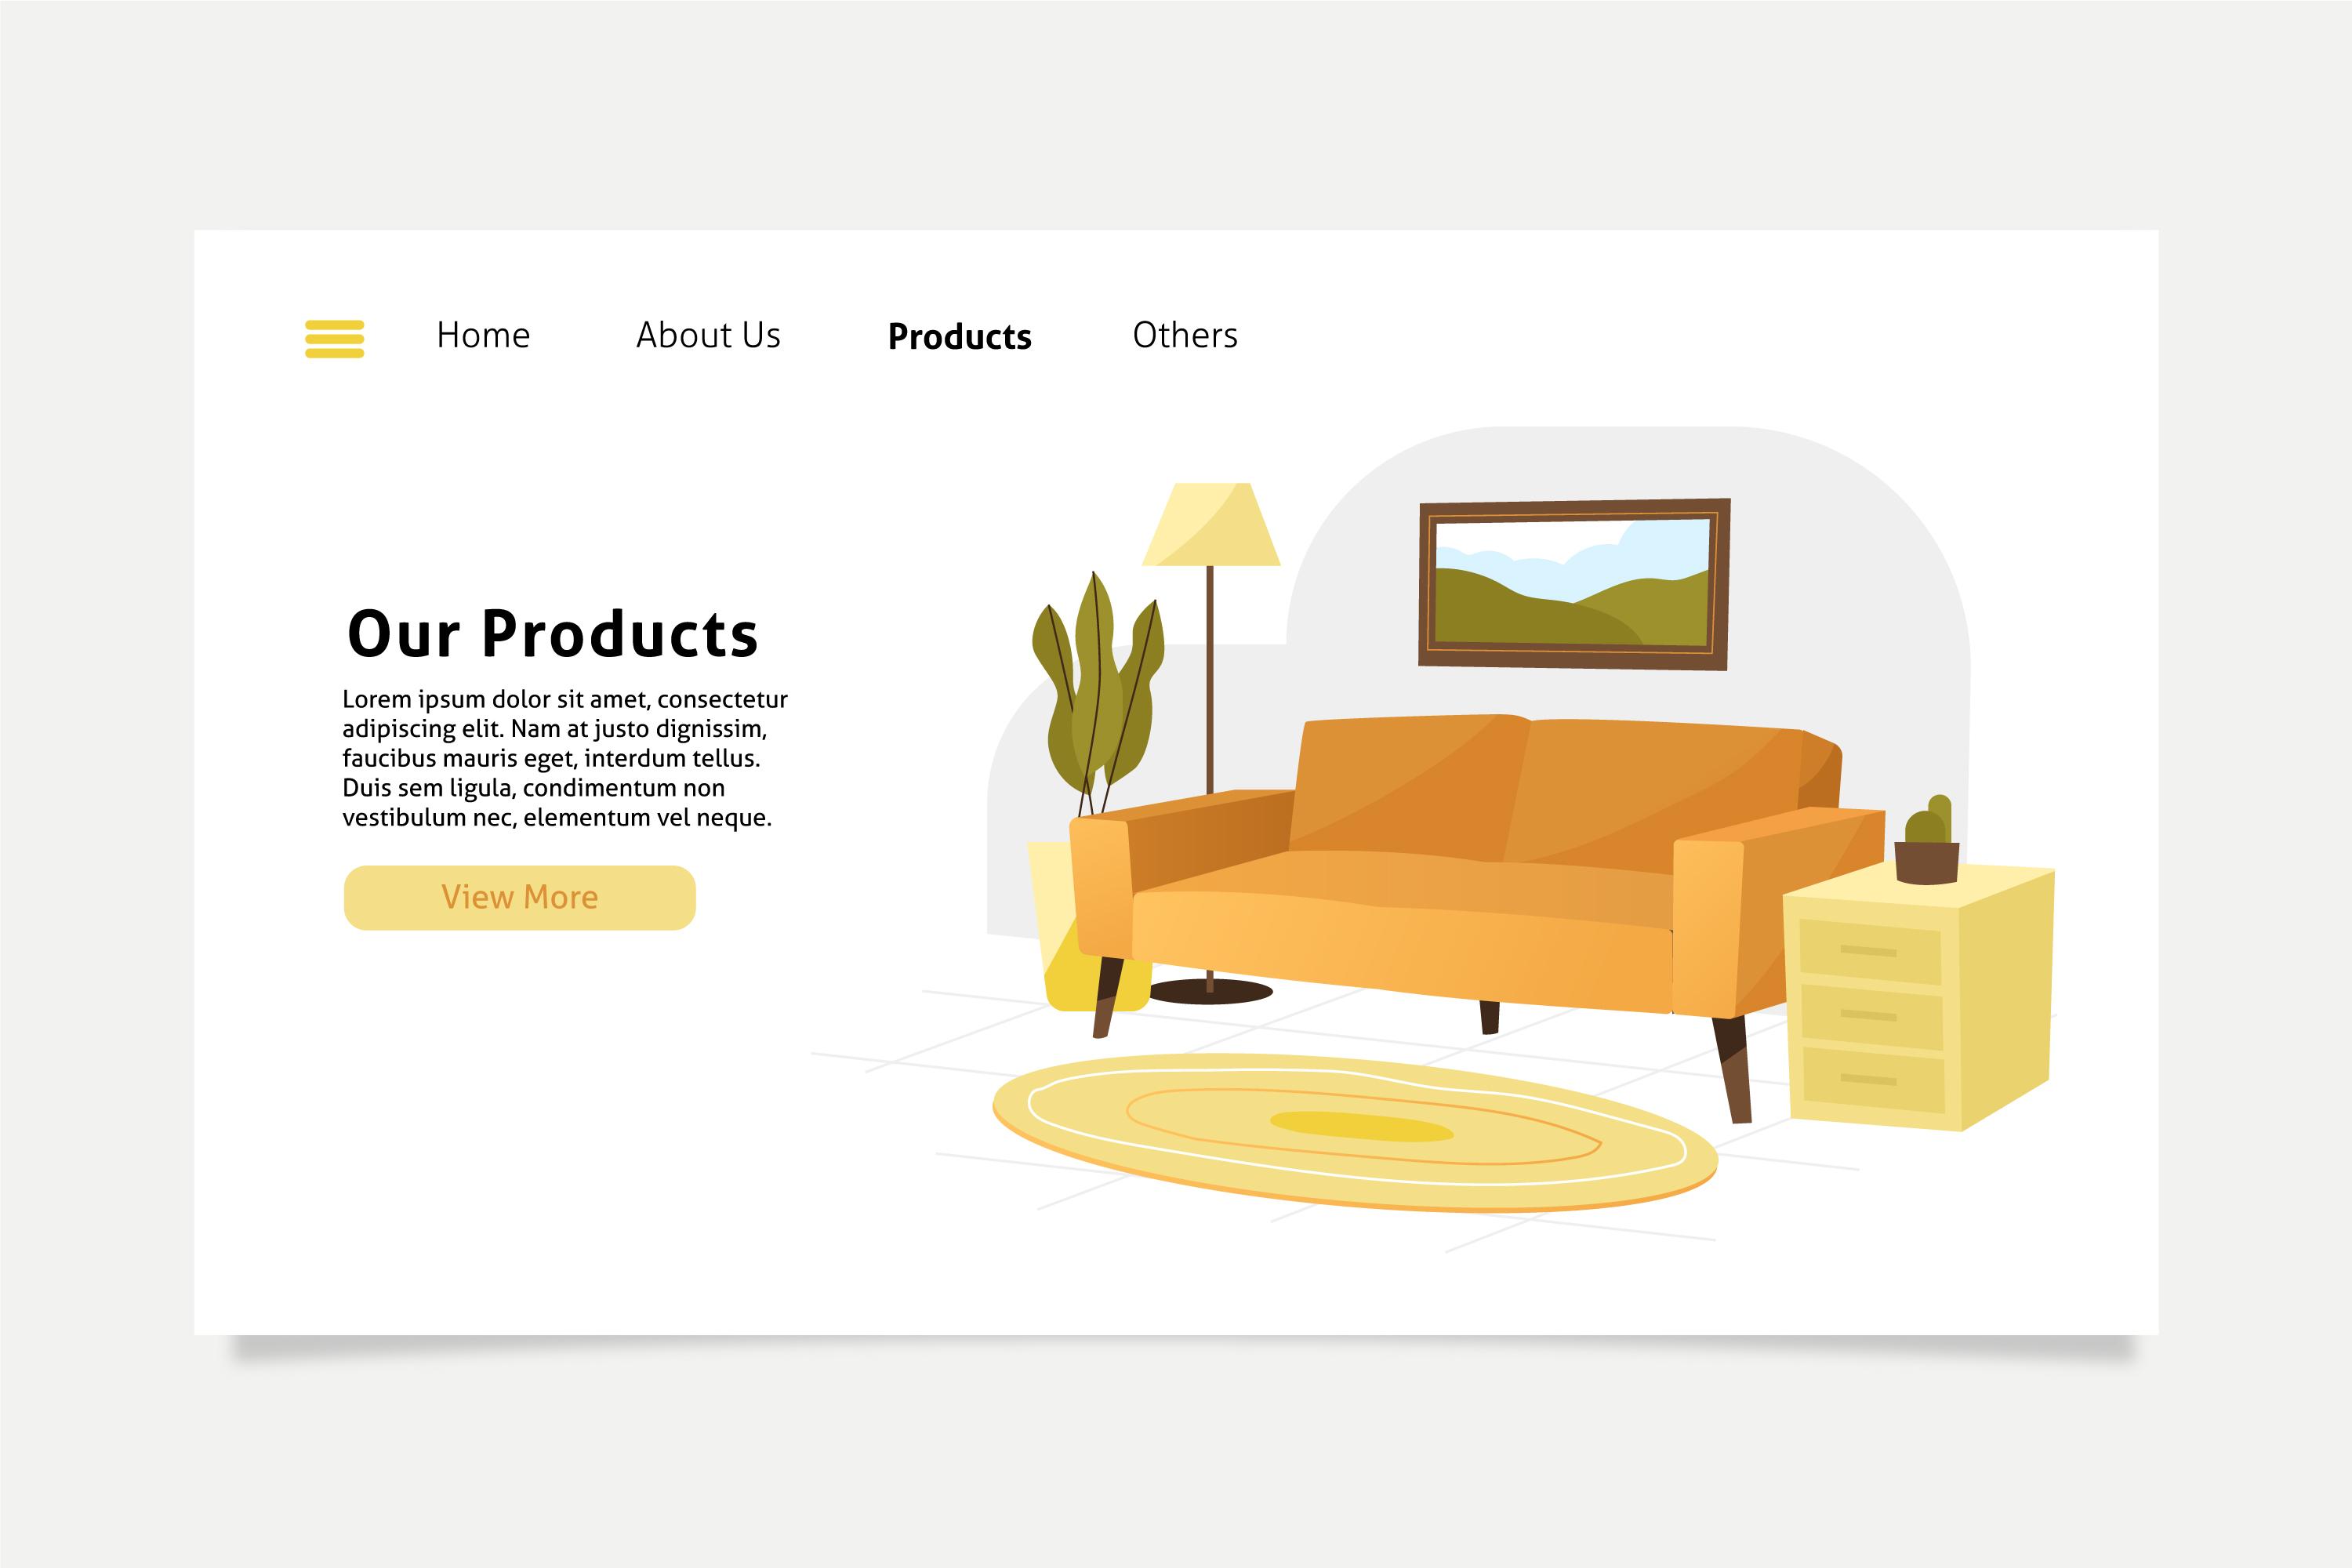 Home About Us Products Others
Our Products
Lorem ipsum dolor sit amet, consectetur
adipiscing elit. Nam at justo dignissim,
faucibus mauris eget, interdum tellus.
Duis sem ligula, condimentum non
vestibulum nec, elementum vel neque.
View More